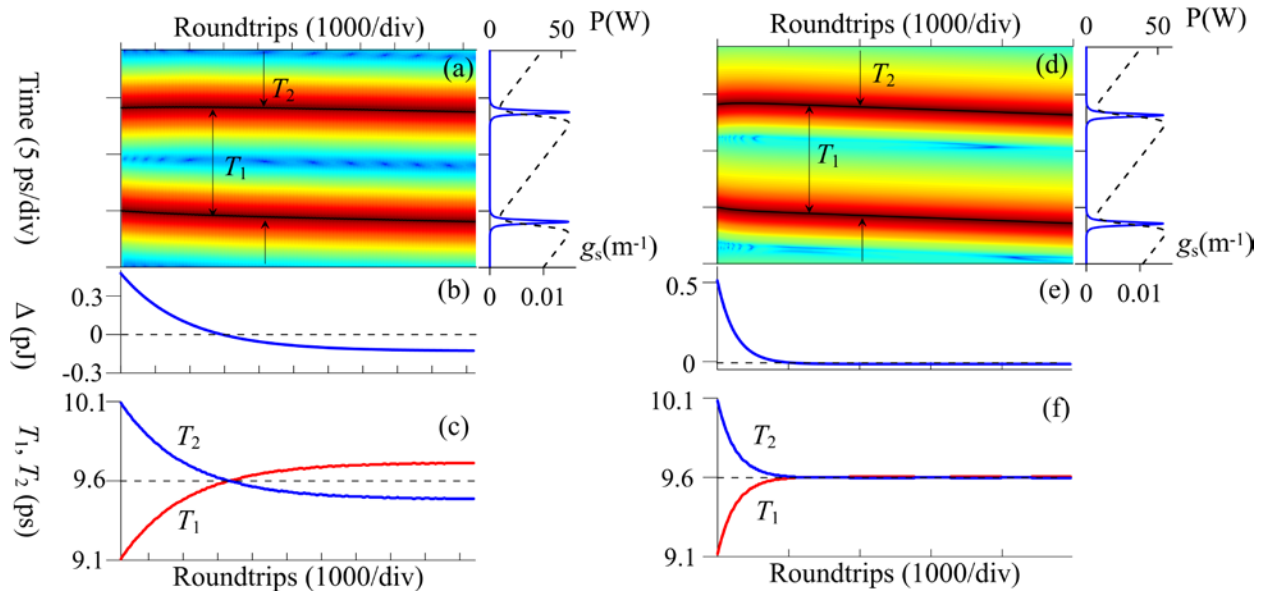 Roundtrips (1000/div)
0 50 P(W)
Time (5 ps/div)
(a)
T2
T1
gs(m-1)
0 0.01
Δ (pJ)
0.3
0
-0.3
(b)
T1, T2 (ps)
10.1
9.6
9.1
(c)
T2
T1
Roundtrips (1000/div)
Roundtrips (1000/div)
P(W)
0 50
(d)
T2
T1
gs(m-1)
0 0.01
0.5
0
(e)
10.1
9.6
9.1
(f)
T2
T1
Roundtrips (1000/div)